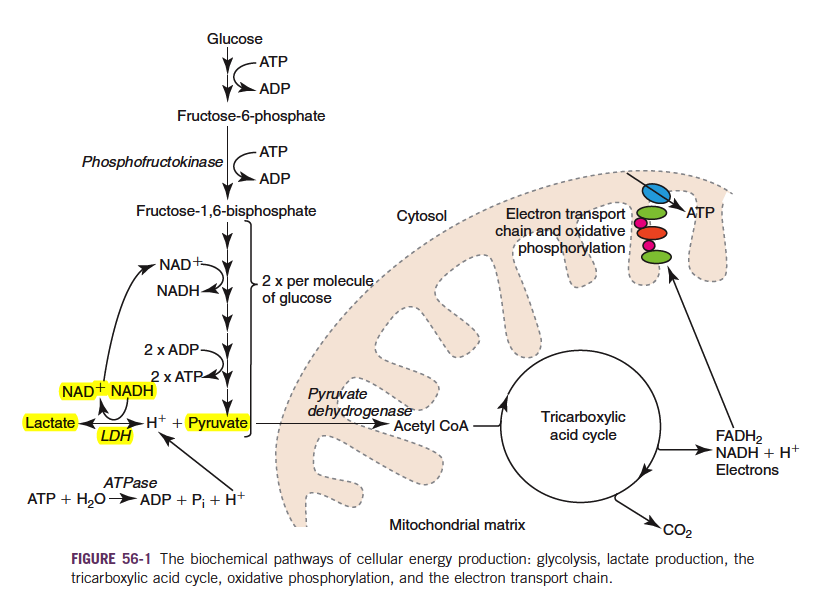 Glucose
ATP
ADP
Fructose-6-phosphate
Phosphofructokinase
ATP
ADP
Fructose-1,6-bisphosphate
NAD+
NADH
2 x per molecule
of glucose
2 x ADP
2 x ATP
NAD+ NADH
Lactate
LDH
H+ + Pyruvate
ATPase
ATP + H₂O
ADP + Pi + H+
Cytosol
Electron transport
chain and oxidative
phosphorylation
ATP
Pyruvate
dehydrogenase
Acetyl CoA
Tricarboxylic
acid cycle
FADH₂
NADH + H+
Electrons
CO₂
Mitochondrial matrix
FIGURE 56-1 The biochemical pathways of cellular energy production: glycolysis, lactate production, the
tricarboxylic acid cycle, oxidative phosphorylation, and the electron transport chain.